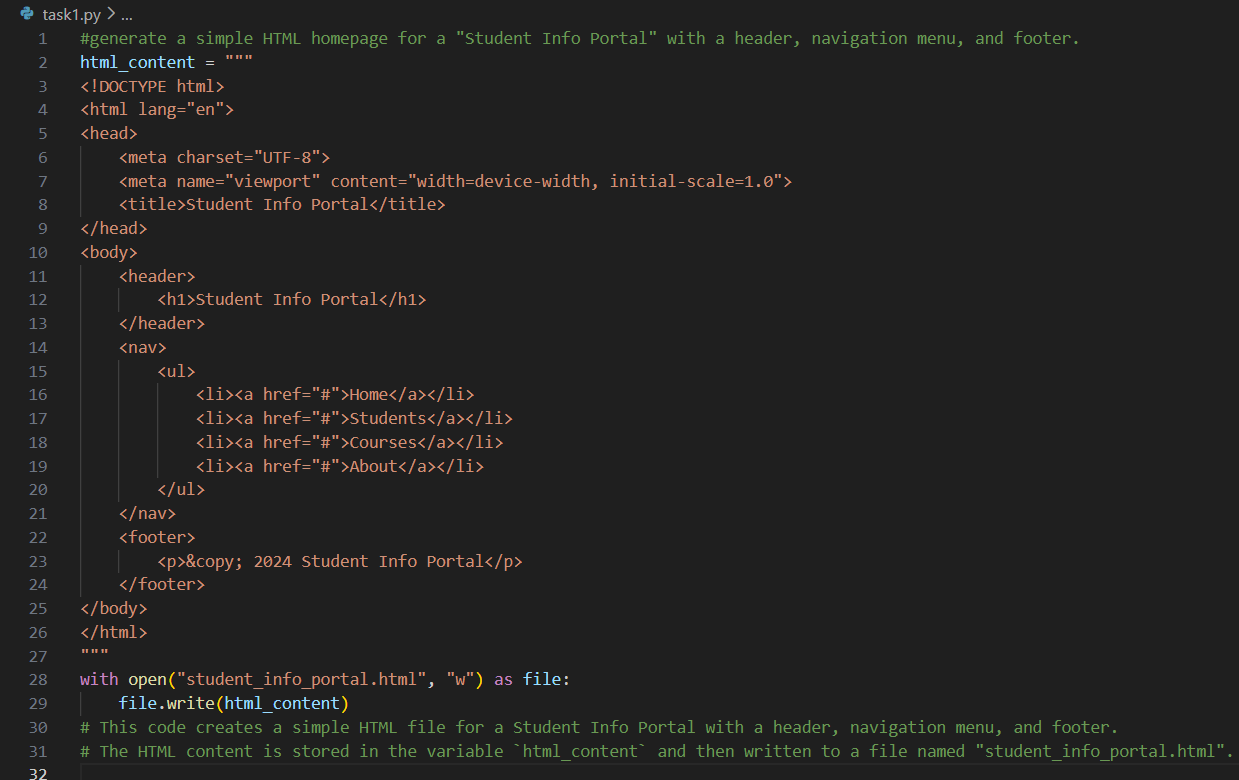 task1.py > ...
1 #generate a simple HTML homepage for a "Student Info Portal" with a header, navigation menu, and footer.
2 html_content = """
3 <!DOCTYPE html>
4 <html lang="en">
5 <head>
6     <meta charset="UTF-8">
7     <meta name="viewport" content="width=device-width, initial-scale=1.0">
8     <title>Student Info Portal</title>
9 </head>
10 <body>
11     <header>
12         <h1>Student Info Portal</h1>
13     </header>
14     <nav>
15         <ul>
16             <li><a href="#">Home</a></li>
17             <li><a href="#">Students</a></li>
18             <li><a href="#">Courses</a></li>
19             <li><a href="#">About</a></li>
20         </ul>
21     </nav>
22     <footer>
23         <p>&copy; 2024 Student Info Portal</p>
24     </footer>
25 </body>
26 </html>
27 """
28 with open("student_info_portal.html", "w") as file:
29     file.write(html_content)
30 # This code creates a simple HTML file for a Student Info Portal with a header, navigation menu, and footer.
31 # The HTML content is stored in the variable `html_content` and then written to a file named "student_info_portal.html".
32